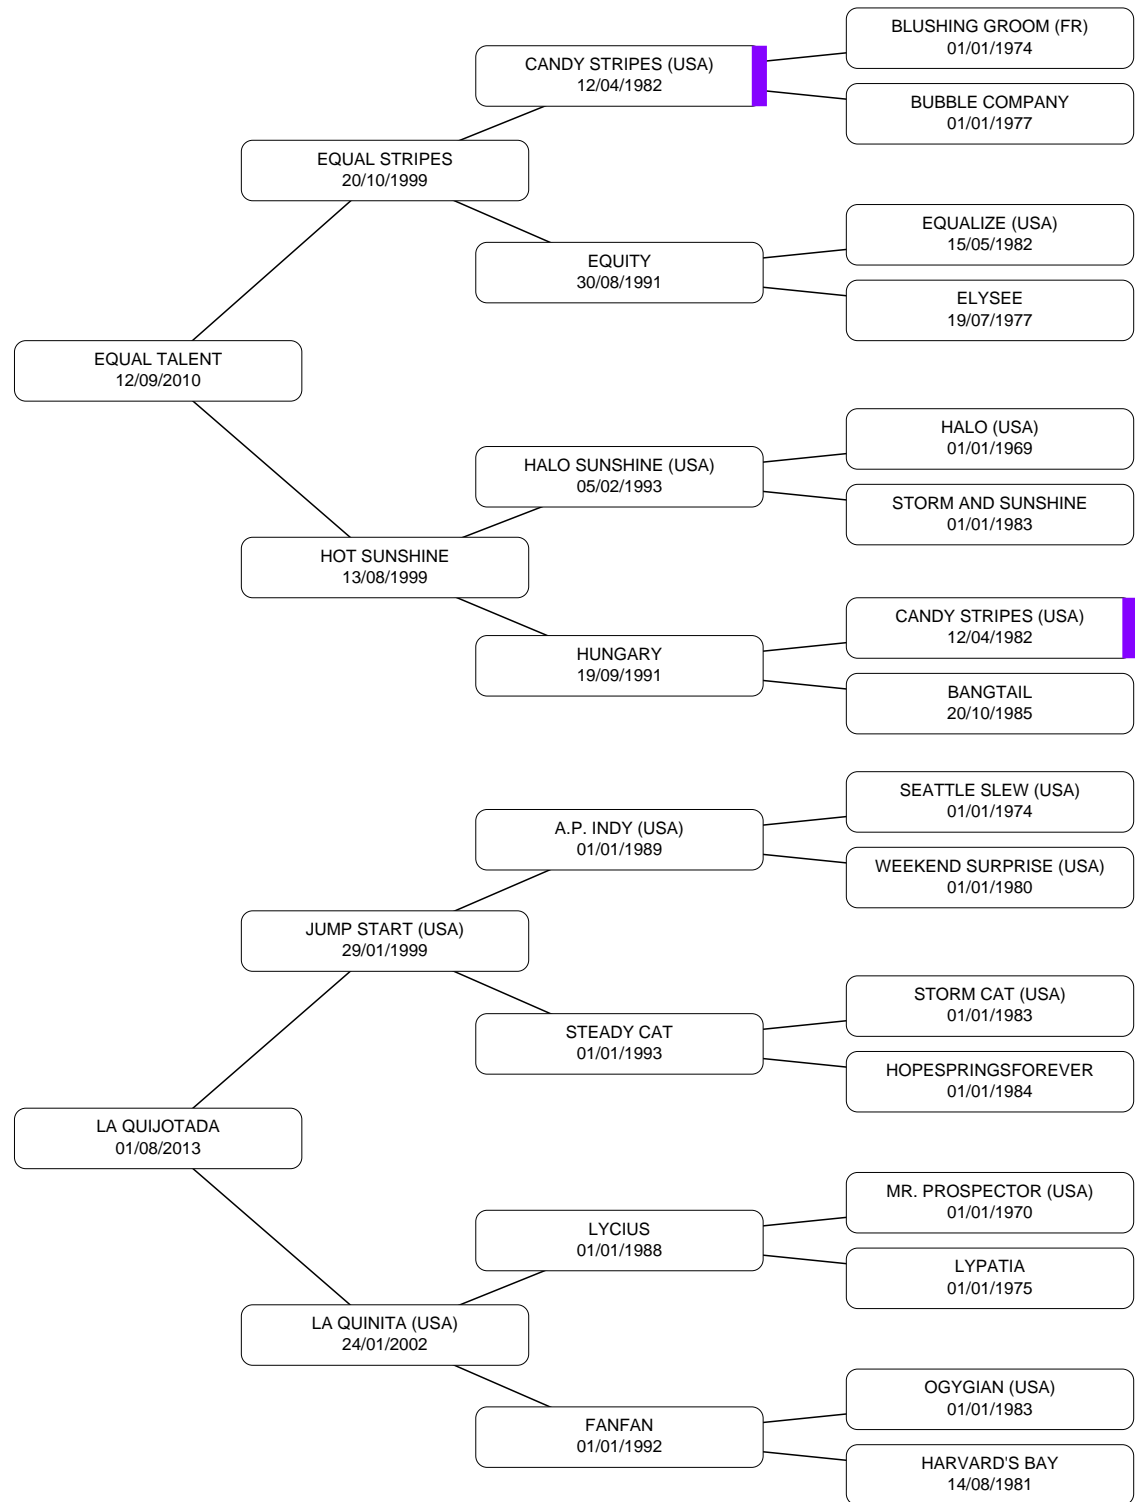 BLUSHING GROOM (FR)
01/01/1974
CANDY STRIPES (USA)
12/04/1982
BUBBLE COMPANY
01/01/1977
EQUAL STRIPES
20/10/1999
EQUALIZE (USA)
15/05/1982
EQUITY
30/08/1991
ELYSEE
19/07/1977
EQUAL TALENT
12/09/2010
HALO (USA)
01/01/1969
HALO SUNSHINE (USA)
05/02/1993
STORM AND SUNSHINE
01/01/1983
HOT SUNSHINE
13/08/1999
CANDY STRIPES (USA)
12/04/1982
HUNGARY
19/09/1991
BANGTAIL
20/10/1985
SEATTLE SLEW (USA)
01/01/1974
A.P. INDY (USA)
01/01/1989
WEEKEND SURPRISE (USA)
01/01/1980
JUMP START (USA)
29/01/1999
STORM CAT (USA)
01/01/1983
STEADY CAT
01/01/1993
HOPESPRINGSFOREVER
01/01/1984
LA QUIJOTADA
01/08/2013
MR. PROSPECTOR (USA)
01/01/1970
LYCIUS
01/01/1988
LYPATIA
01/01/1975
LA QUINITA (USA)
24/01/2002
OGYGIAN (USA)
01/01/1983
FANFAN
01/01/1992
HARVARD'S BAY
14/08/1981